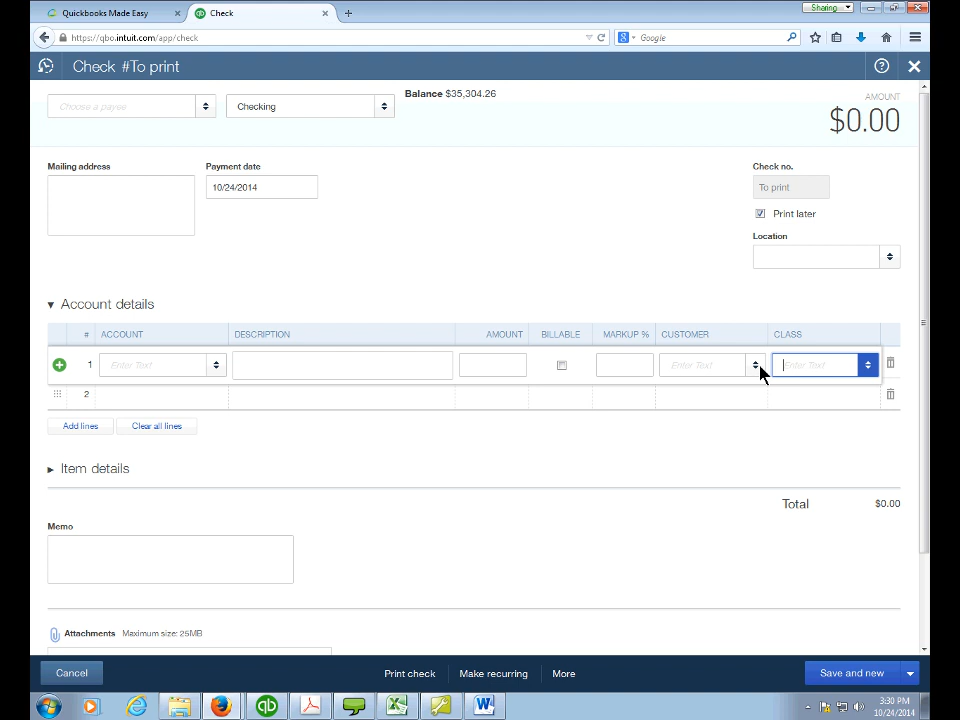 Quickbooks Made Easy
Check
Sharing
https://qbo.intuit.com/app/check
Google
Check #To print
Choose a payee
Checking
Balance $35,304.26
AMOUNT
$0.00
Mailing address
Payment date
10/24/2014
Check no.
To print
Print later
Location
Account details
# ACCOUNT DESCRIPTION AMOUNT BILLABLE MARKUP % CUSTOMER CLASS
1 Enter Text Enter Text Enter Text
2
Add lines
Clear all lines
Item details
Total $0.00
Memo
Attachments Maximum size: 25MB
Cancel
Print check
Make recurring
More
Save and new
3:30 PM
10/24/2014